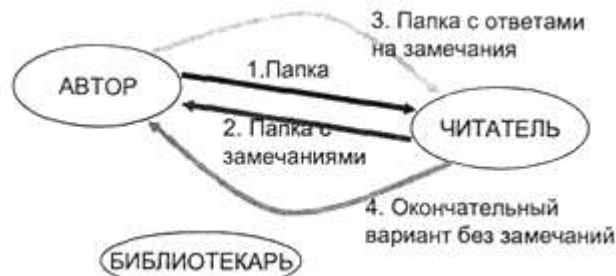 3. Папка с ответами
на замечания
1.Папка
АВТОР
2. Папка с
замечаниями
ЧИТАТЕЛЬ
4. Окончательный
вариант без замечаний
БИБЛИОТЕКАРЬ